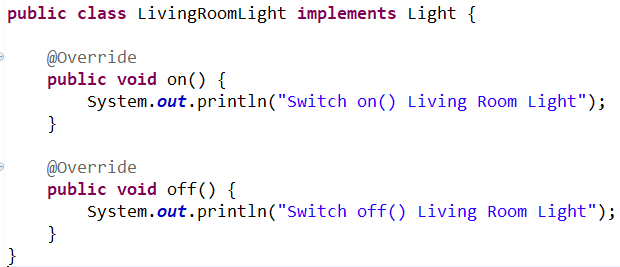 public class LivingRoomLight implements Light {
@Override
public void on() {
System.out.println("Switch on() Living Room Light");
}
@Override
public void off() {
System.out.println("Switch off() Living Room Light");
}
}